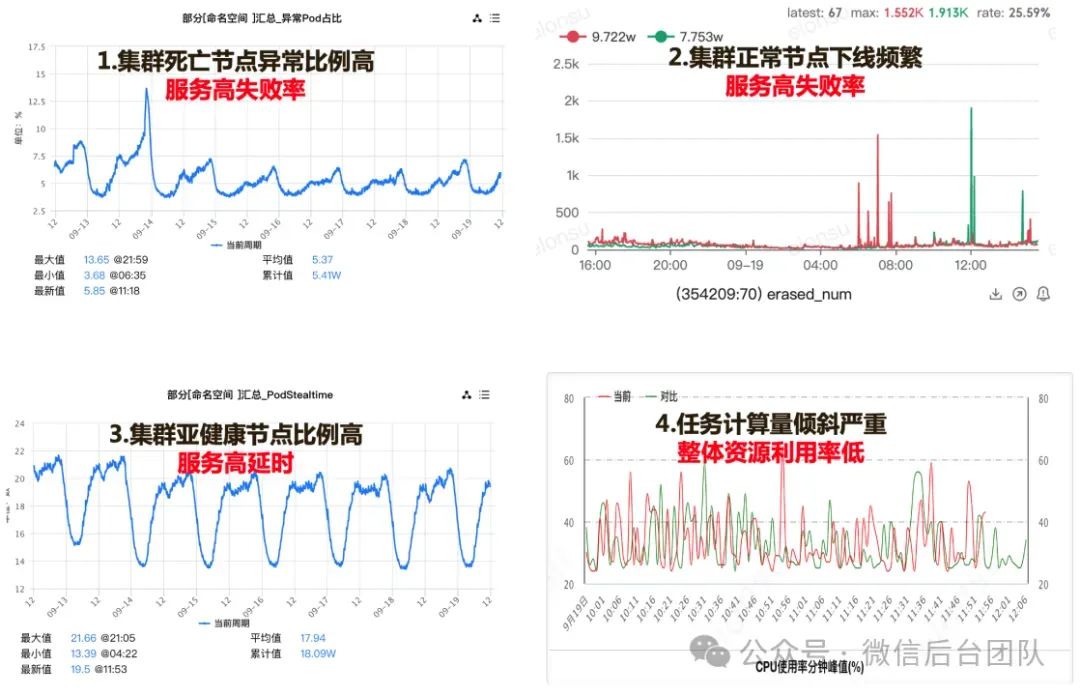 部分[命名空间 ]汇总_异常Pod占比
1.集群死亡节点异常比例高
服务高失败率
单位: %
17.5
15
12.5
10
7.5
5
2.5
12
09-13
12
09-14
12
09-15
12
09-16
12
09-17
12
09-18
12
09-19
12
当前周期
最大值 13.65 @21:59 平均值 5.37
最小值 3.68 @06:35 累计值 5.41W
最新值 5.85 @11:18
latest: 67 max: 1.552K 1.913K rate: 25.59%
9.722w 7.753w
2.集群正常节点下线频繁
服务高失败率
2.5k
2k
1.5k
1k
500
0
16:00 20:00 09-19 04:00 08:00 12:00
(354209:70) erased_num
部分[命名空间 ]汇总_PodStealtime
3.集群亚健康节点比例高
服务高延时
24
22
20
18
16
14
12
12
09-13
12
09-14
12
09-15
12
09-16
12
09-17
12
09-18
12
09-19
12
当前周期
最大值 21.66 @21:05 平均值 17.94
最小值 13.39 @04:22 累计值 18.09W
最新值 19.5 @11:53
当前 对比
4.任务计算量倾斜严重
整体资源利用率低
80 80
60 60
40 40
20 20
9月19日
10:01
10:06
10:11
10:16
10:21
10:26
10:31
10:36
10:41
10:46
10:51
10:56
11:01
11:06
11:11
11:16
11:21
11:26
11:31
11:36
11:41
11:46
11:51
11:56
12:01
12:06
公众号 · 微信后台团队
CPU使用率分钟峰值(%)